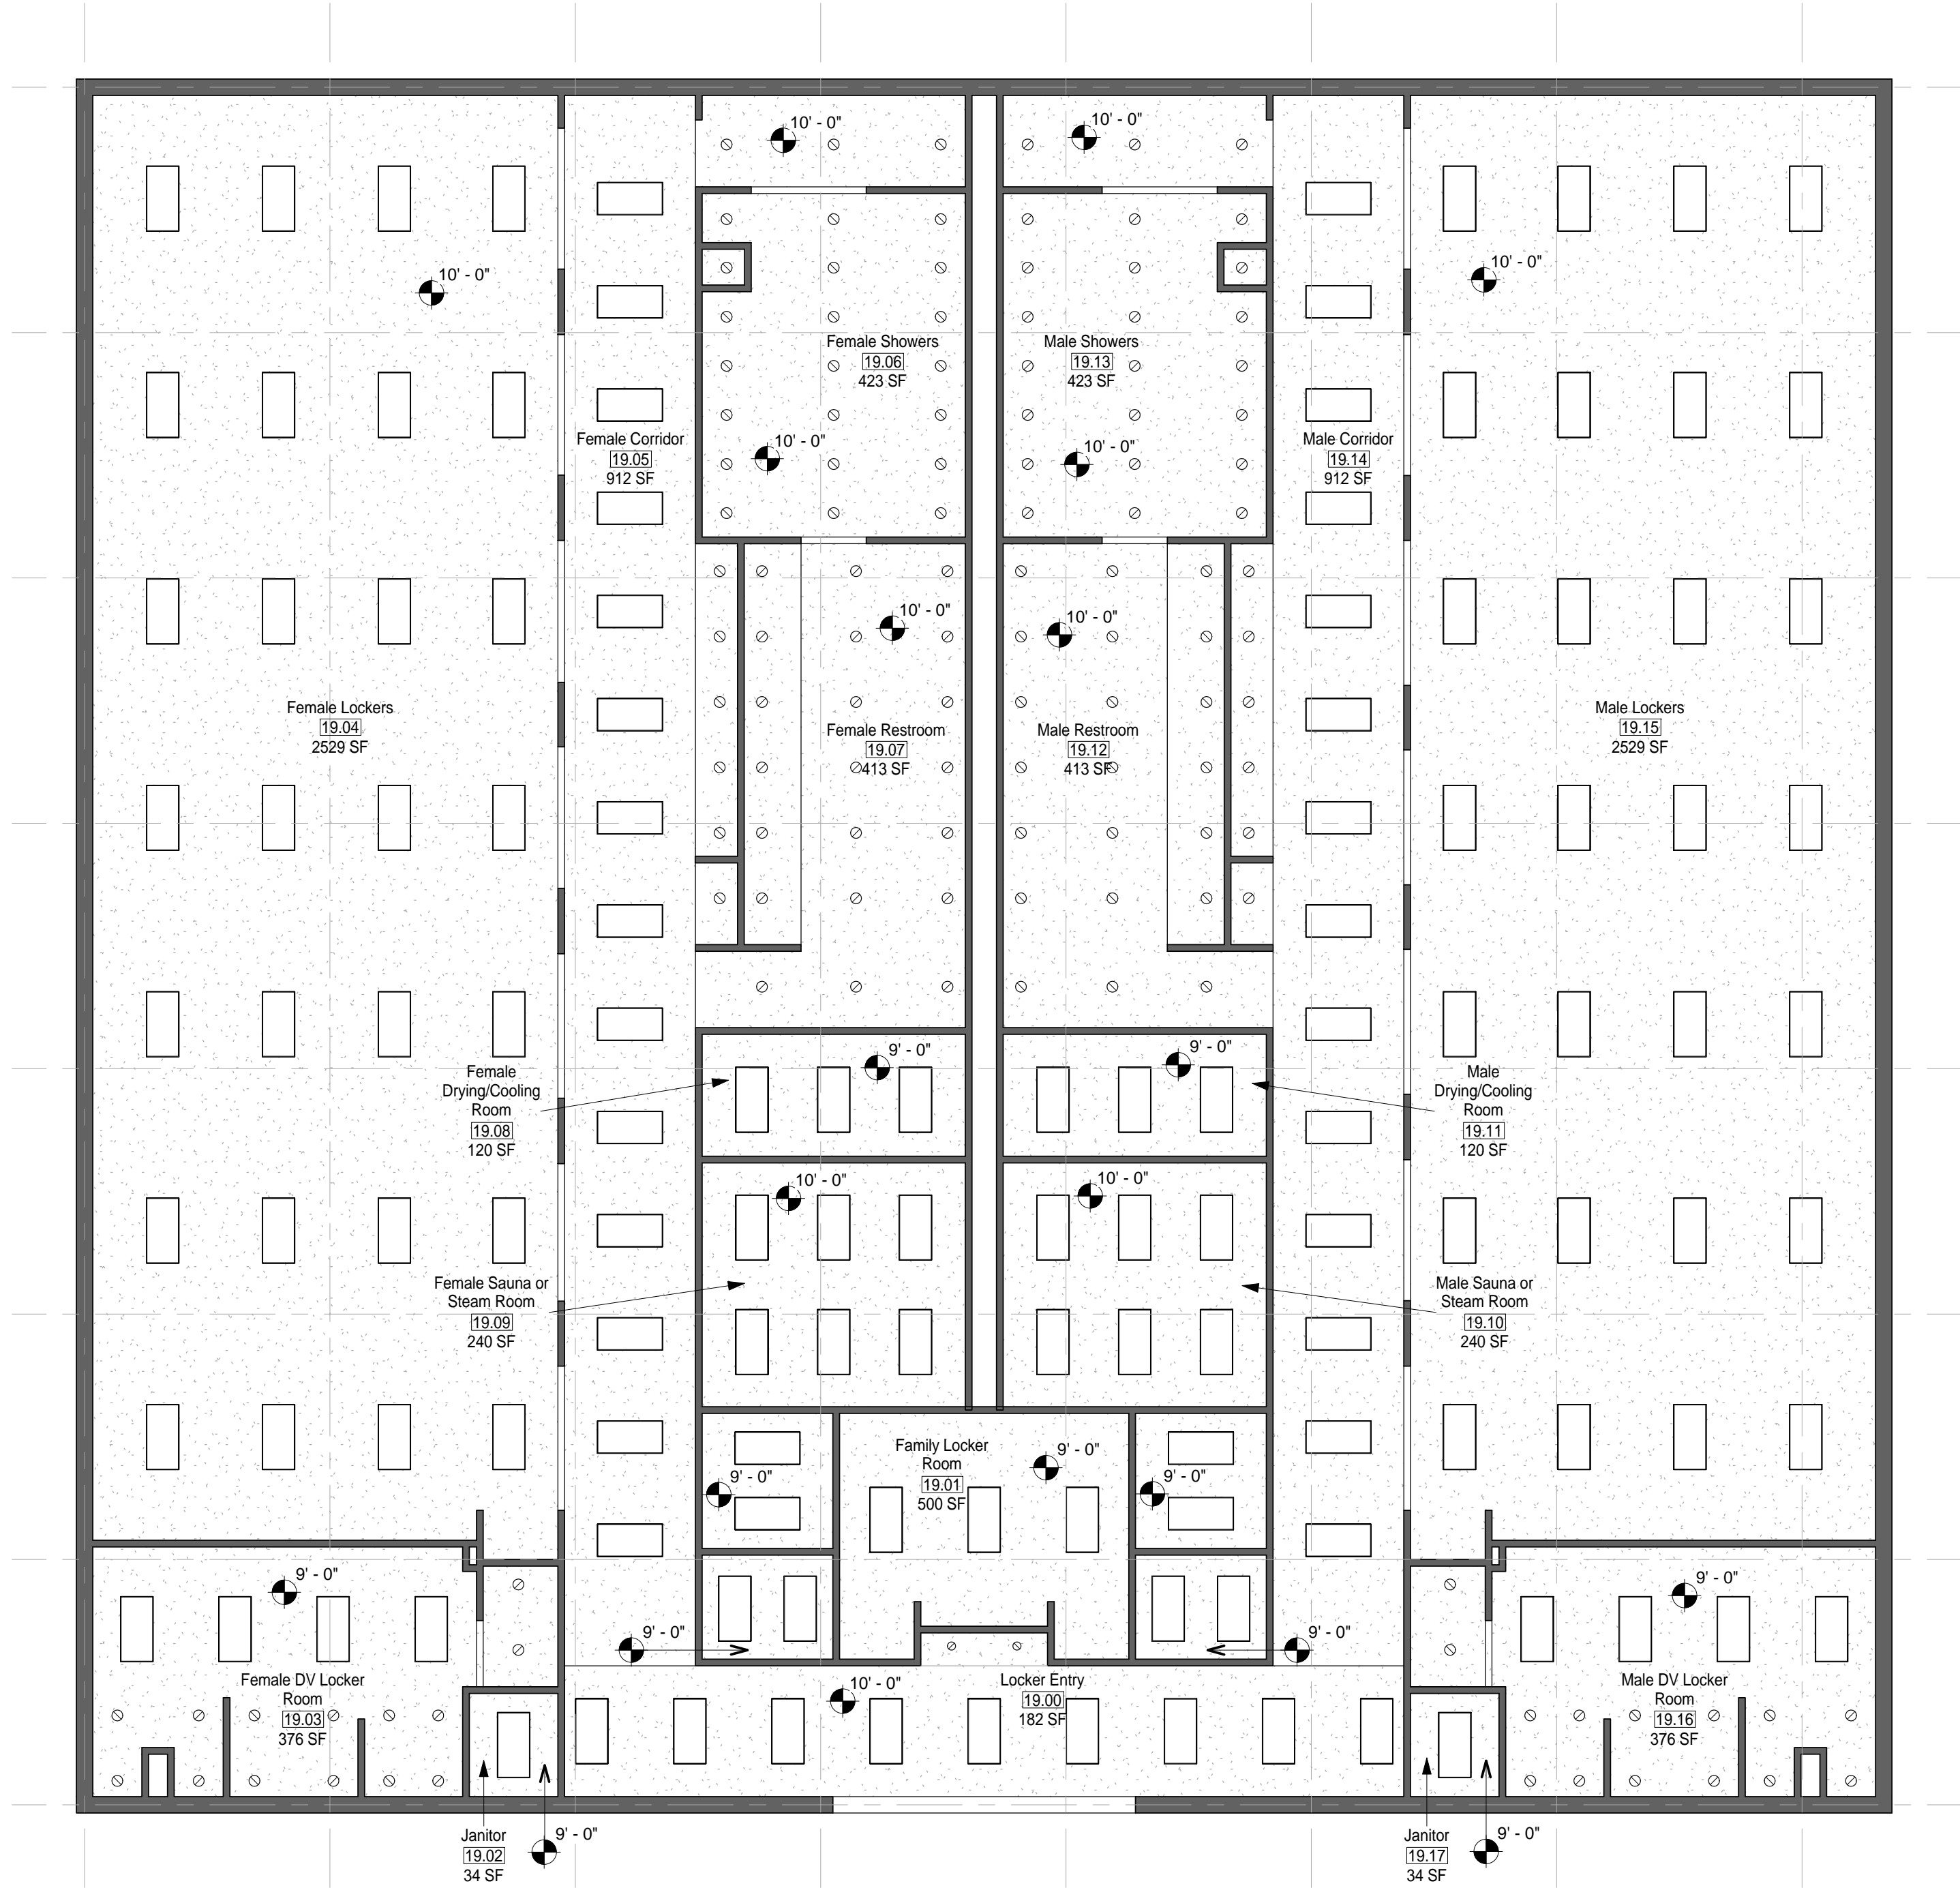 10' - 0"
10' - 0"
10' - 0"
10' - 0"
Female Showers
19.06
423 SF
Male Showers
19.13
423 SF
Female Corridor
19.05
912 SF
10' - 0"
10' - 0"
Male Corridor
19.14
912 SF
10' - 0"
10' - 0"
Female Lockers
19.04
2529 SF
Female Restroom
19.07
413 SF
Male Restroom
19.12
413 SF
Male Lockers
19.15
2529 SF
9' - 0"
9' - 0"
Female
Drying/Cooling
Room
19.08
120 SF
Male
Drying/Cooling
Room
19.11
120 SF
10' - 0"
10' - 0"
Female Sauna or
Steam Room
19.09
240 SF
Male Sauna or
Steam Room
19.10
240 SF
Family Locker
Room
19.01
500 SF
9' - 0"
9' - 0"
9' - 0"
9' - 0"
9' - 0"
9' - 0"
9' - 0"
Female DV Locker
Room
19.03
376 SF
10' - 0"
Locker Entry
19.00
182 SF
Male DV Locker
Room
19.16
376 SF
Janitor
19.02
34 SF
9' - 0"
Janitor
19.17
34 SF
9' - 0"